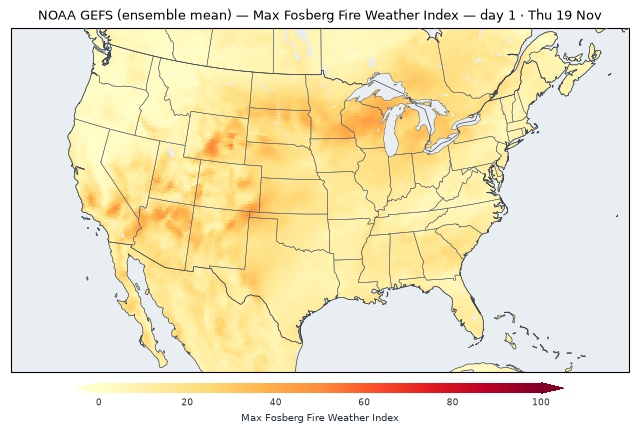 NOAA GEFS (ensemble mean) — Max Fosberg Fire Weather Index — day 1 · Thu 19 Nov
0 20 40 60 80 100
Max Fosberg Fire Weather Index